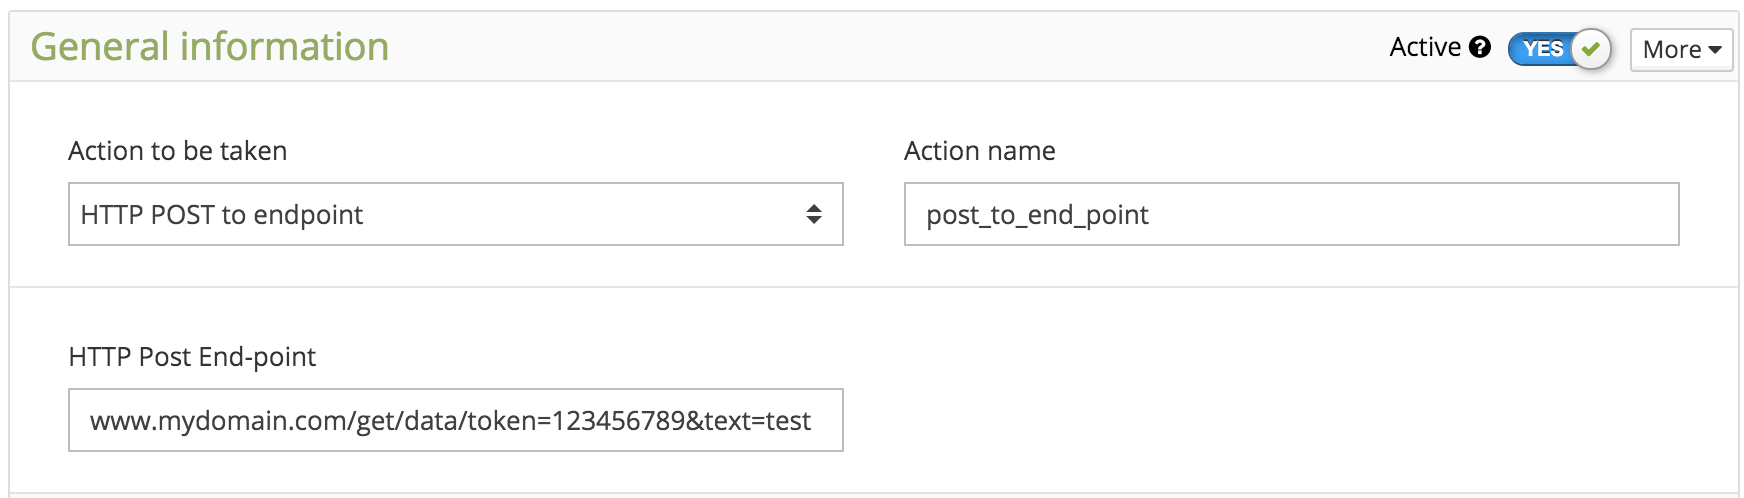 General information
Active ? YES More
Action to be taken
Action name
HTTP POST to endpoint
post_to_end_point
HTTP Post End-point
www.mydomain.com/get/data/token=123456789&text=test